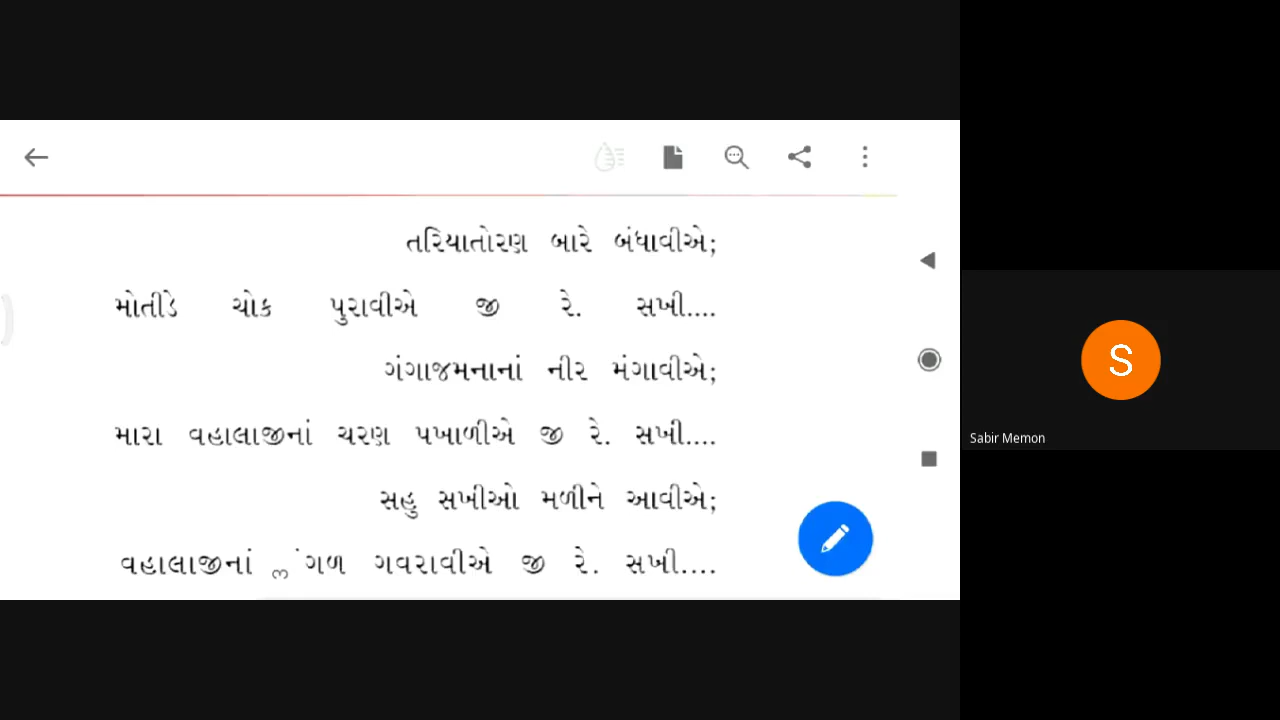 તરિયાતોરણ બારે બંધાવીએ;
મોતીડે ચોક પુરાવીએ જી રે. સખી....
ગંગાજમનાનાં નીર મંગાવીએ;
મારા વહાલાજીનાં ચરણ પખાળીએ જી રે. સખી....
સહુ સખીઓ મળીને આવીએ;
વહાલાજીનાં ગવરાવીએ જી રે. સખી....
S
Sabir Memon